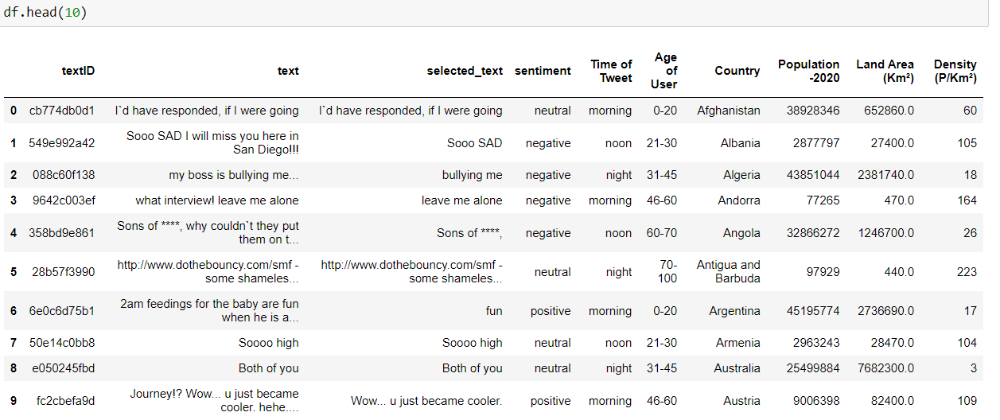 df.head(10)
textID text selected_text sentiment Time of Tweet Age of User Country Population -2020 Land Area (Km²) Density (P/Km²)
0 cb774db0d1 I`d have responded, if I were going I`d have responded, if I were going neutral morning 0-20 Afghanistan 38928346 652860.0 60
1 549e992a42 Sooo SAD I will miss you here in San Diego!!! Sooo SAD negative noon 21-30 Albania 2877797 27400.0 105
2 088c60f138 my boss is bullying me... bullying me negative night 31-45 Algeria 43851044 2381740.0 18
3 9642c003ef what interview! leave me alone leave me alone negative morning 46-60 Andorra 77265 470.0 164
4 358bd9e861 Sons of ****, why couldn`t they put them on t... Sons of ****, negative noon 60-70 Angola 32866272 1246700.0 26
5 28b57f3990 http://www.dothebouncy.com/smf - some shameles... http://www.dothebouncy.com/smf - some shameles... neutral night 70-100 Antigua and Barbuda 97929 440.0 223
6 6e0c6d75b1 2am feedings for the baby are fun when he is a... fun positive morning 0-20 Argentina 45195774 2736690.0 17
7 50e14c0bb8 Soooo high Soooo high neutral noon 21-30 Armenia 2963243 28470.0 104
8 e050245fbd Both of you Both of you neutral night 31-45 Australia 25499884 7682300.0 3
9 fc2cbefa9d Journey!? Wow... u just became cooler. hehe.... Wow... u just became cooler. positive morning 46-60 Austria 9006398 82400.0 109